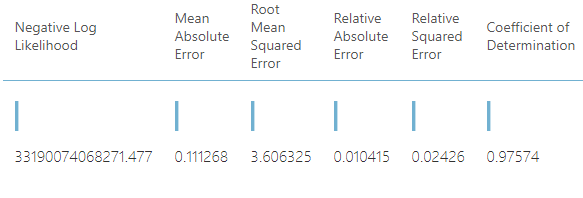 Negative Log
Likelihood
Mean
Absolute
Error
Root
Mean
Squared
Error
Relative
Absolute
Error
Relative
Squared
Error
Coefficient of
Determination
33190074068271.477
0.111268
3.606325
0.010415
0.02426
0.97574